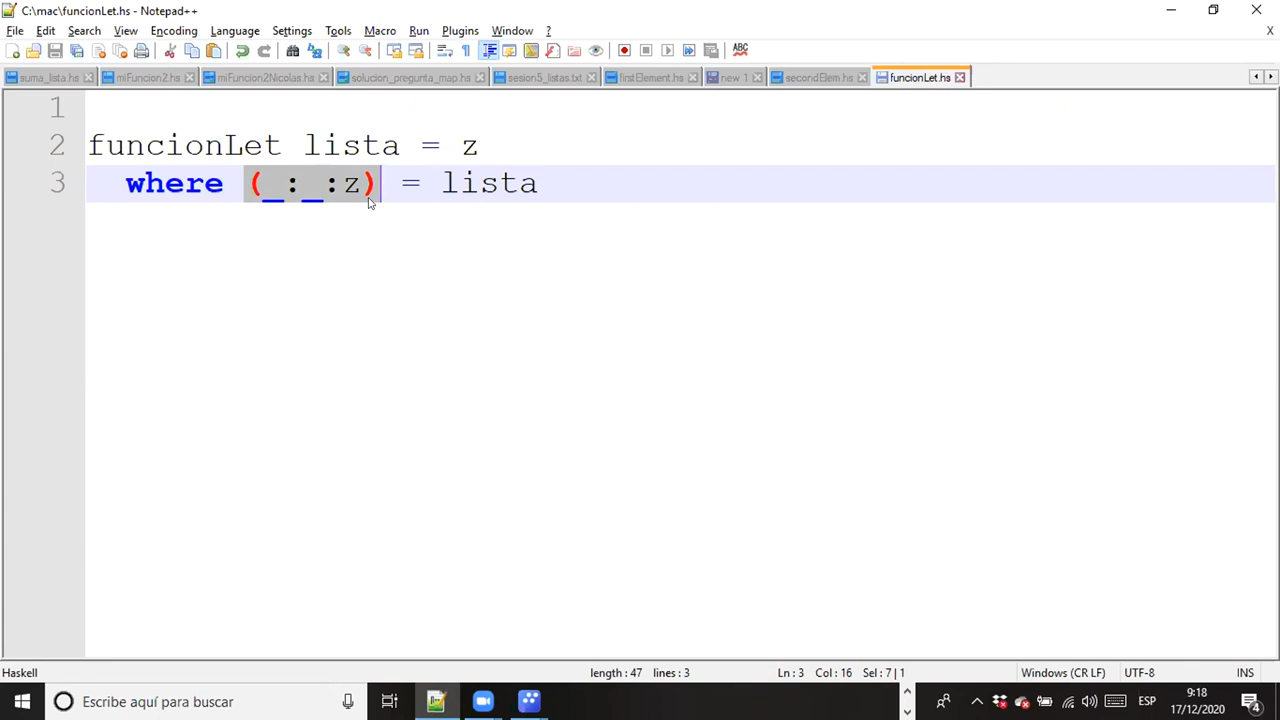 C:\mac\funcionLet.hs - Notepad++
File Edit Search View Encoding Language Settings Tools Macro Run Plugins Window ? X
suma_lista.hs miFuncion2.hs miFuncion2Nicolas.hs solucion_pregunta_map.hs sesion5_listas.txt firstElement.hs new 1 secondElem.hs funcionLet.hs
1
2 funcionLet lista = z
3 where (_:_:z) = lista
Haskell length : 47 lines : 3 Ln : 3 Col : 16 Sel : 7 | 1 Windows (CR LF) UTF-8 INS
Escribe aquí para buscar
ESP
9:18
17/12/2020
4